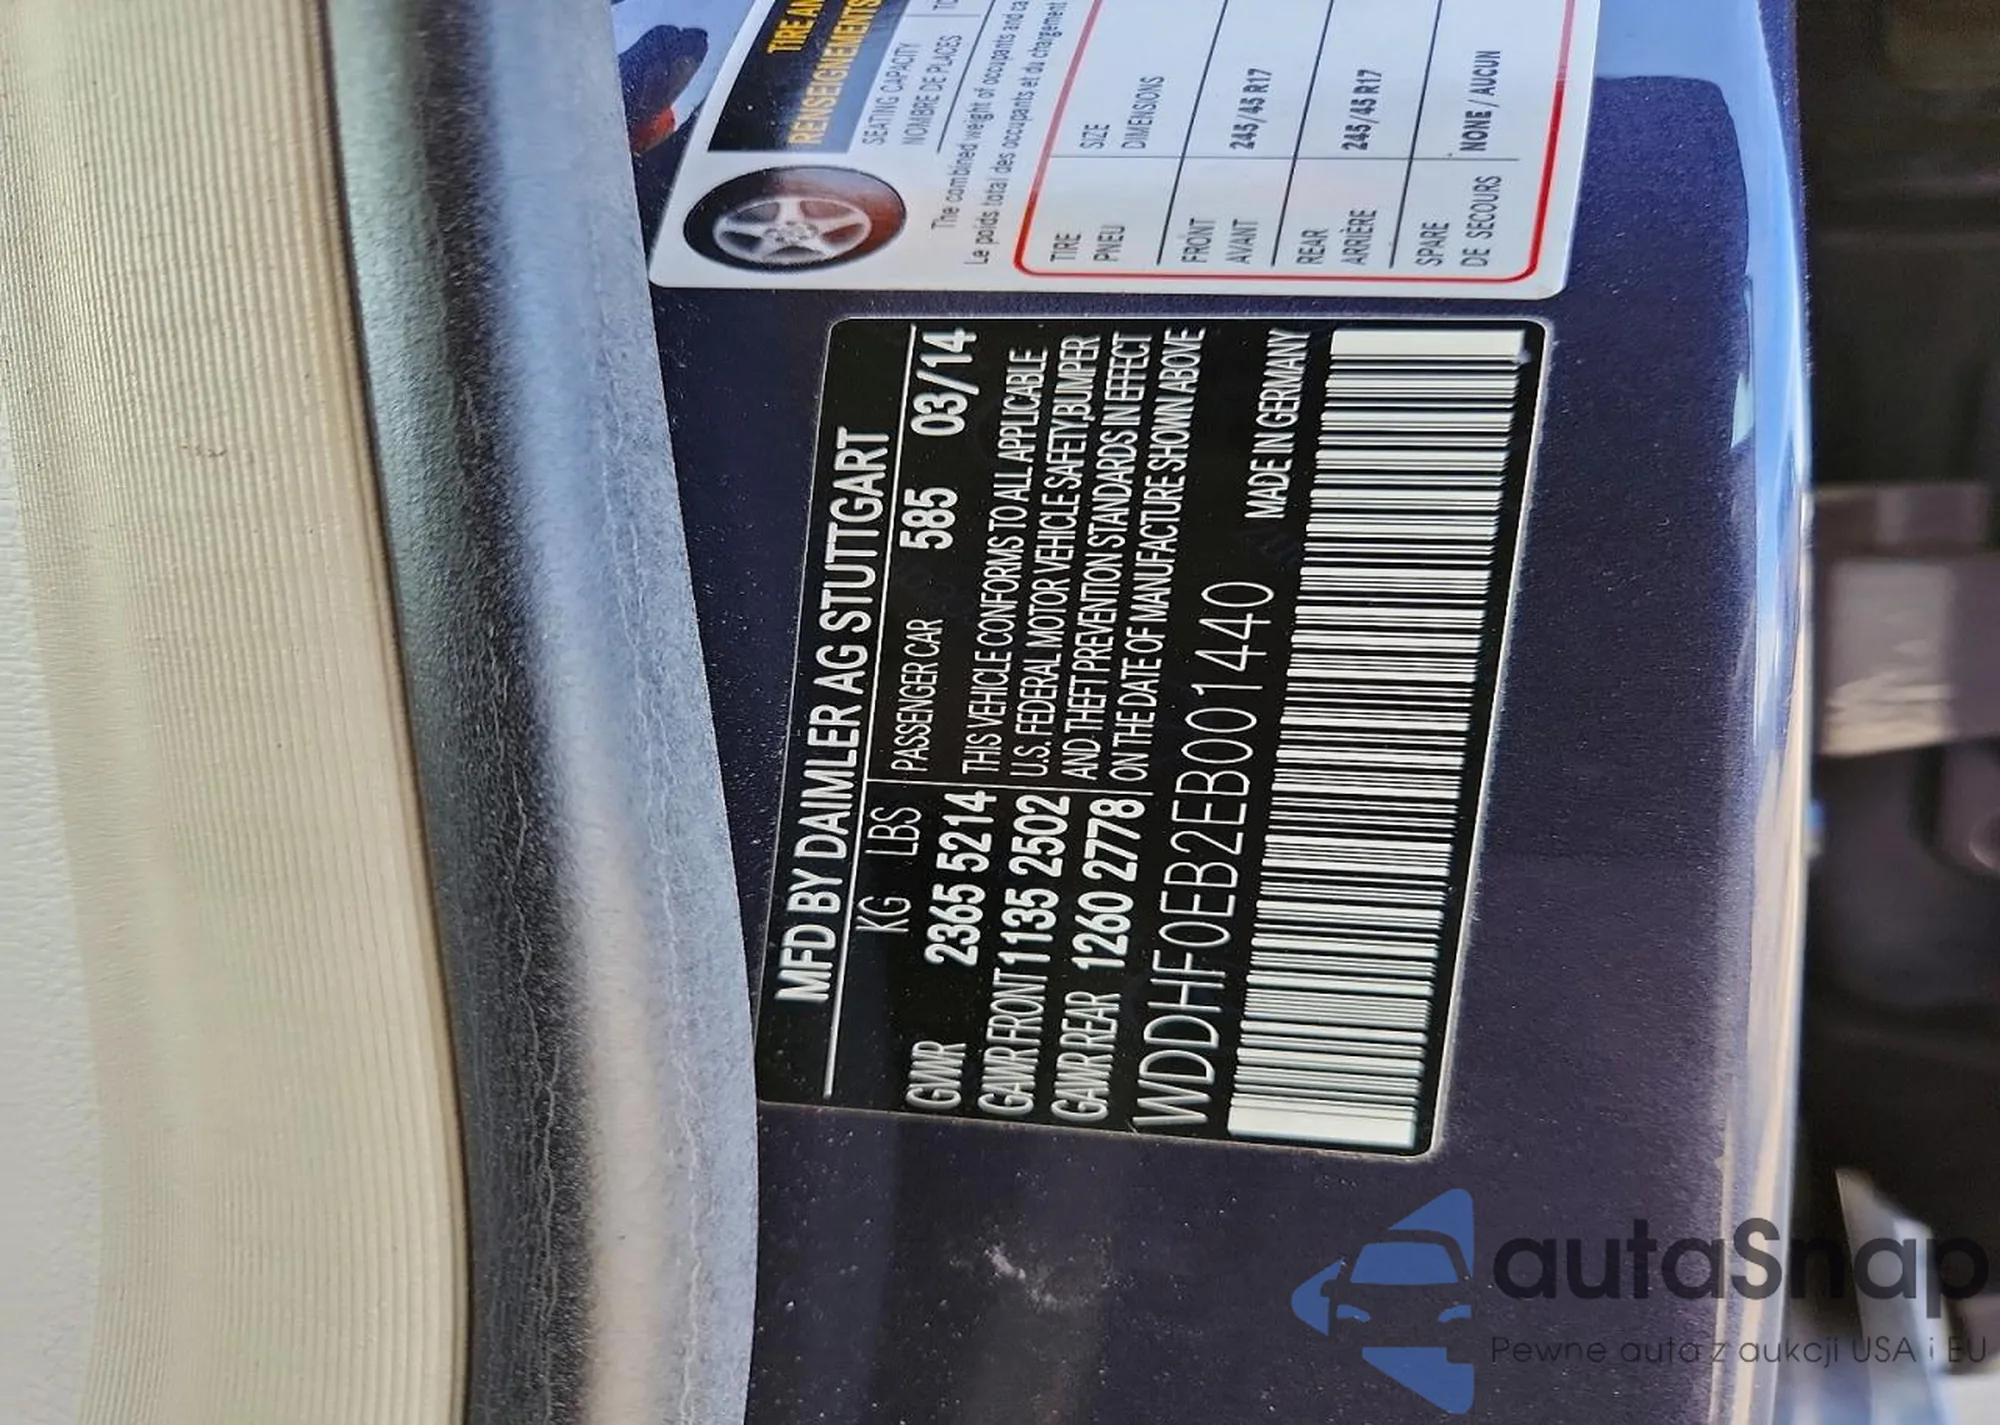 TIRE AN
RENSEIGNEMENTS
SEATING CAPACITY
NOMBRE DE PLACES
The combined weight of occupants and ca
Le poids total des occupants et du chargement
TIRE SIZE
PNEU DIMENSIONS
FRONT
AVANT 245/45 R17
REAR
ARRIÈRE 245/45 R17
SPARE
DE SECOURS NONE / AUCUN
MFD BY DAIMLER AG STUTTGART
KG LBS PASSENGER CAR 585 03/14
GWR 2365 5214 THIS VEHICLE CONFORMS TO ALL APPLICABLE
GAWR FRONT 1135 2502 U.S. FEDERAL MOTOR VEHICLE SAFETY,BUMPER
GAWR REAR 1260 2778 AND THEFT PREVENTION STANDARDS IN EFFECT
ON THE DATE OF MANUFACTURE SHOWN ABOVE
WDDHF0EB2EB001440 MADE IN GERMANY
autaSnap
Pewne auta z aukcji USA i EU